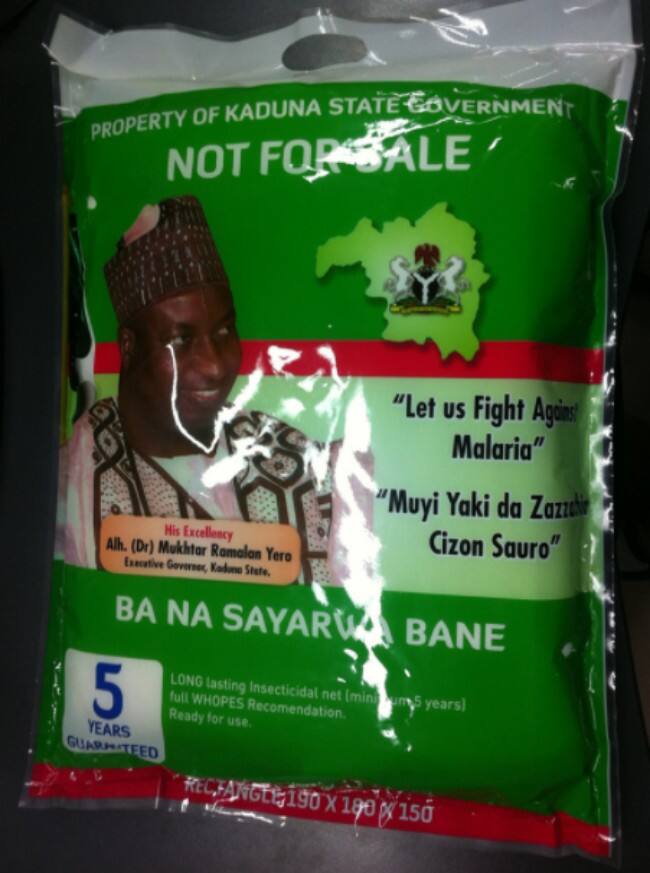 PROPERTY OF KADUNA STATE GOVERNMENT
NOT FOR SALE
"Let us Fight Against
Malaria"
"Muyi Yaki da
Cizon Sauro"
His Excellency
Alh. (Dr) Mukhtar Ramalan Yero
Executive Governor, Kaduna State.
BA NA SAYARWA BANE
5
YEARS
GUARANTEED
LONG lasting Insecticidal net (minimum 5 years)
full WHOPES Recomendation.
Ready for use.
RECTANGLE 190 X 180 X 150